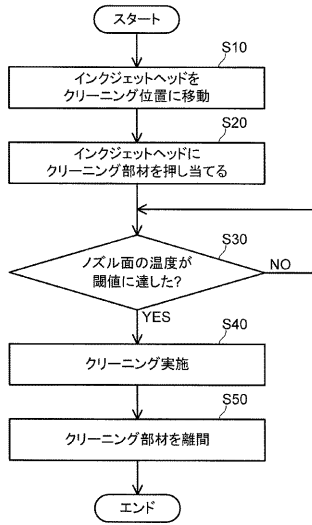 スタート
S10
インクジェットヘッドを
クリーニング位置に移動
S20
インクジェットヘッドに
クリーニング部材を押し当てる
S30
ノズル面の温度が
閾値に達した?
NO
YES
S40
クリーニング実施
S50
クリーニング部材を離間
エンド